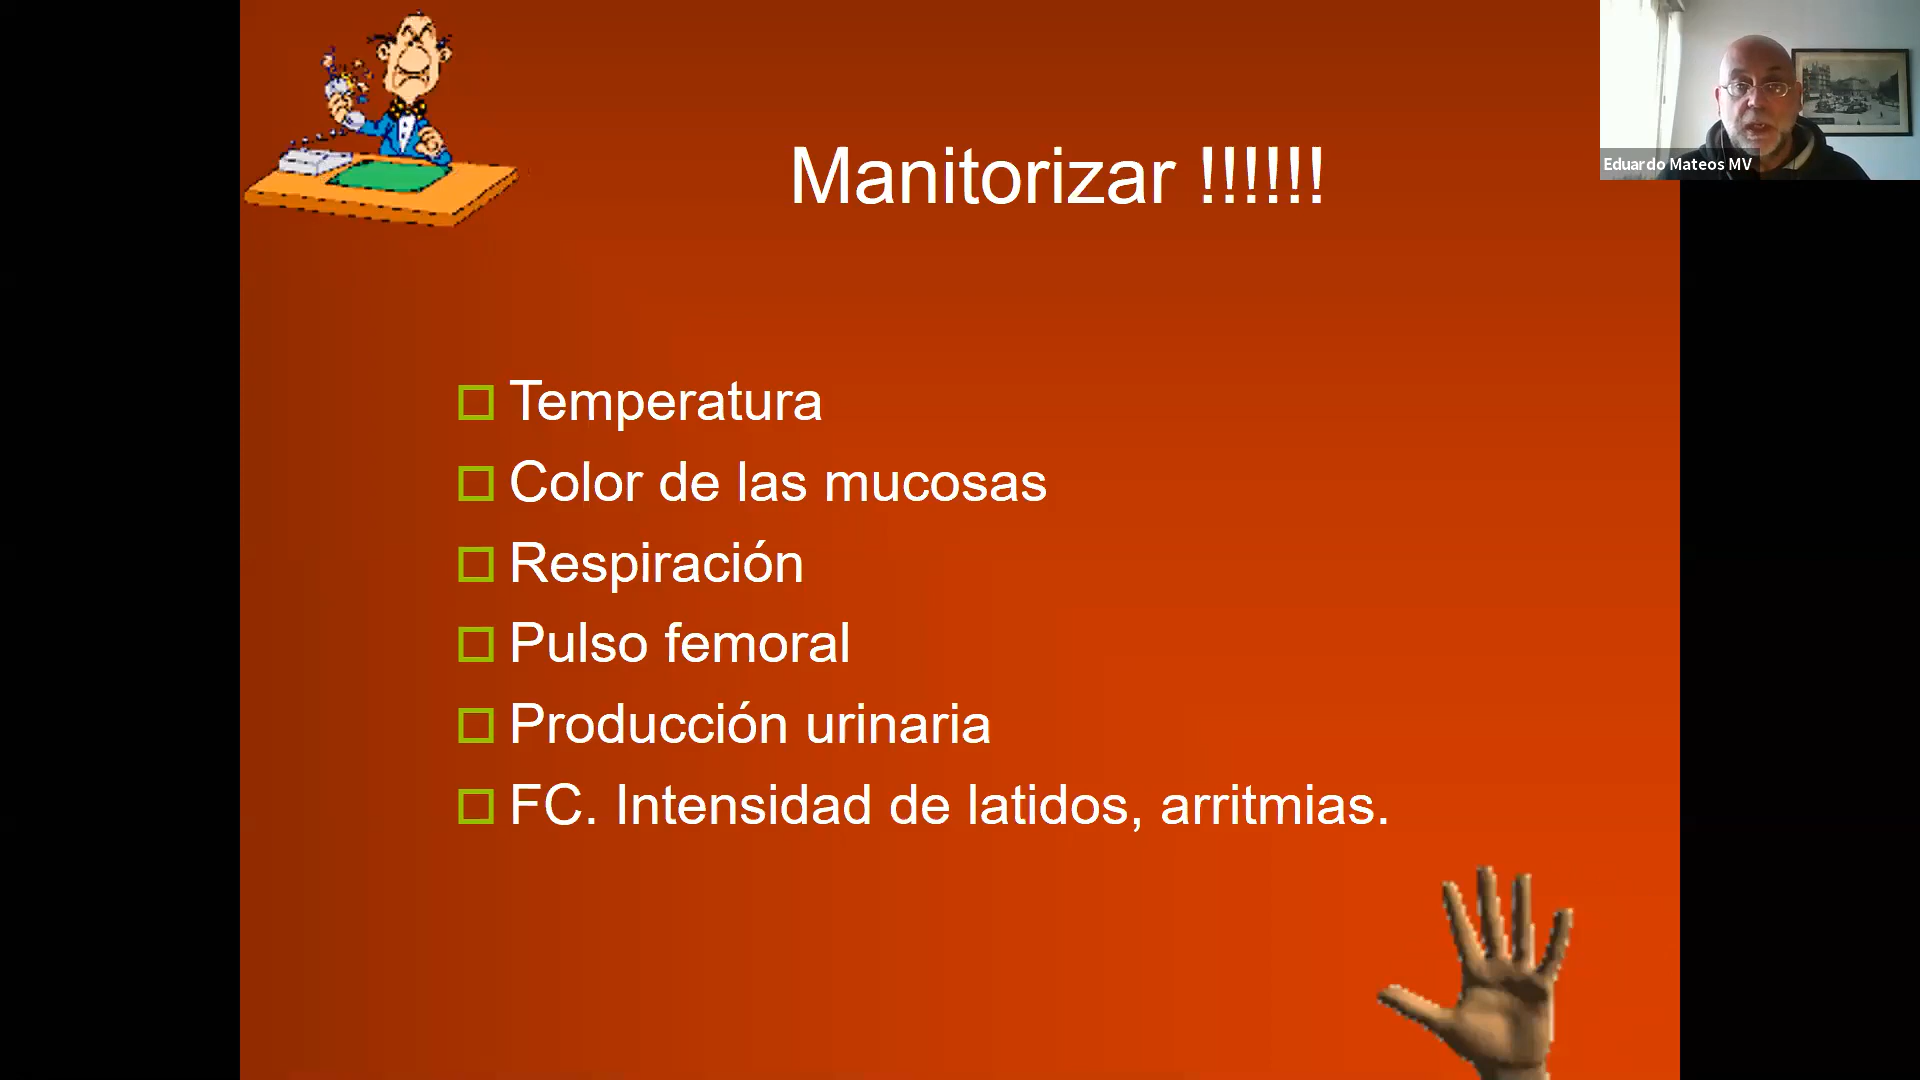 Manitorizar !!!!!!
Eduardo Mateos MV
Temperatura
Color de las mucosas
Respiración
Pulso femoral
Producción urinaria
FC. Intensidad de latidos, arritmias.